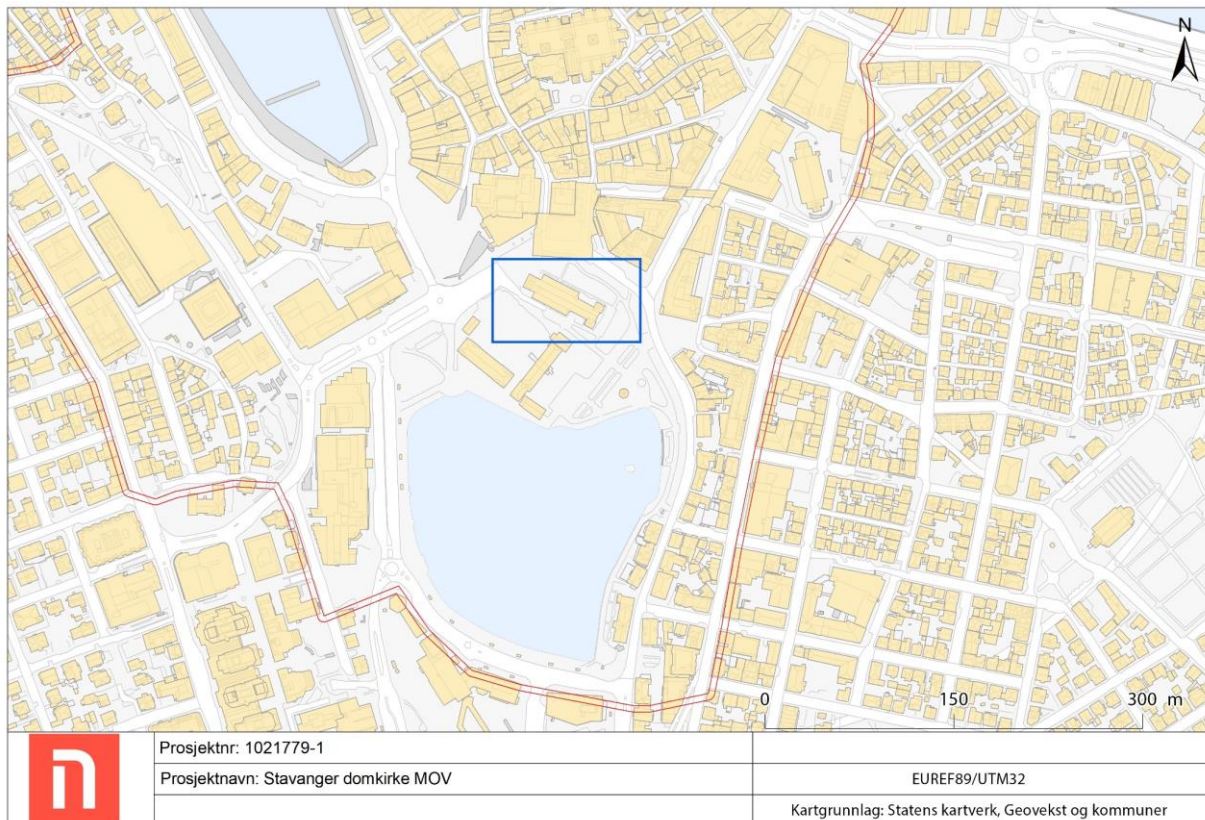 N
0 150 300 m
Prosjektnr: 1021779-1
Prosjektnavn: Stavanger domkirke MOV
EUREF89/UTM32
Kartgrunnlag: Statens kartverk, Geovekst og kommuner